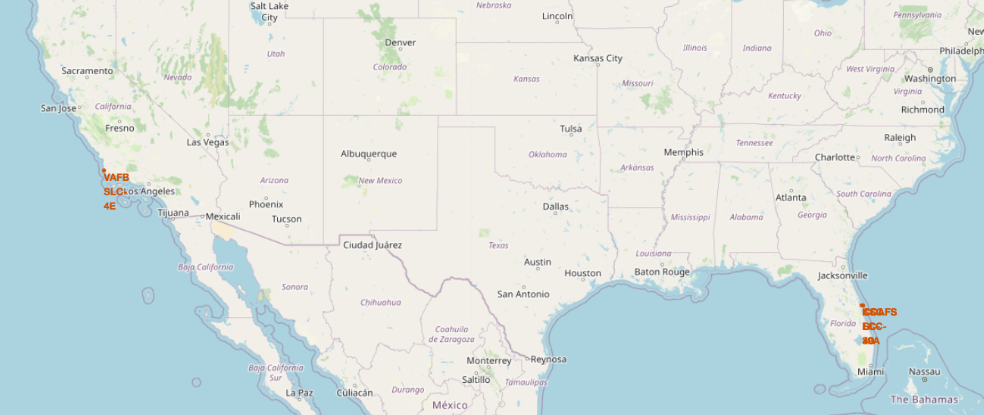 Salt Lake
City
Nebraska
Lincoln
Pennsylvania
New
Philadelph
Ohio
Illinois
Indiana
Denver
Utah
Nevada
Colorado
Kansas City
Kansas
Missouri
West Virginia
Washington
Virginia
Sacramento
San Jose
California
Fresno
Las Vegas
Kentucky
Richmond
Tulsa
Raleigh
Albuquerque
Oklahoma
Memphis
Tennessee
Charlotte
North Carolina
VAFB
SLC-
4E
Los Angeles
Arizona
New Mexico
Arkansas
Phoenix
Tijuana
Mexicali
Tucson
Dallas
Atlanta
South Carolina
Mississippi
Alabama
Georgia
Ciudad Juárez
Texas
Louisiana
Baja California
Sonora
Austin
Houston
Baton Rouge
Jacksonville
San Antonio
Chihuahua
Florida
Coahuila
de Zaragoza
Monterrey
Reynosa
Saltillo
Tamaulipas
Baja California
Sur
La Paz
Culiacán
Durango
México
Miami
Nassau
The Bahamas